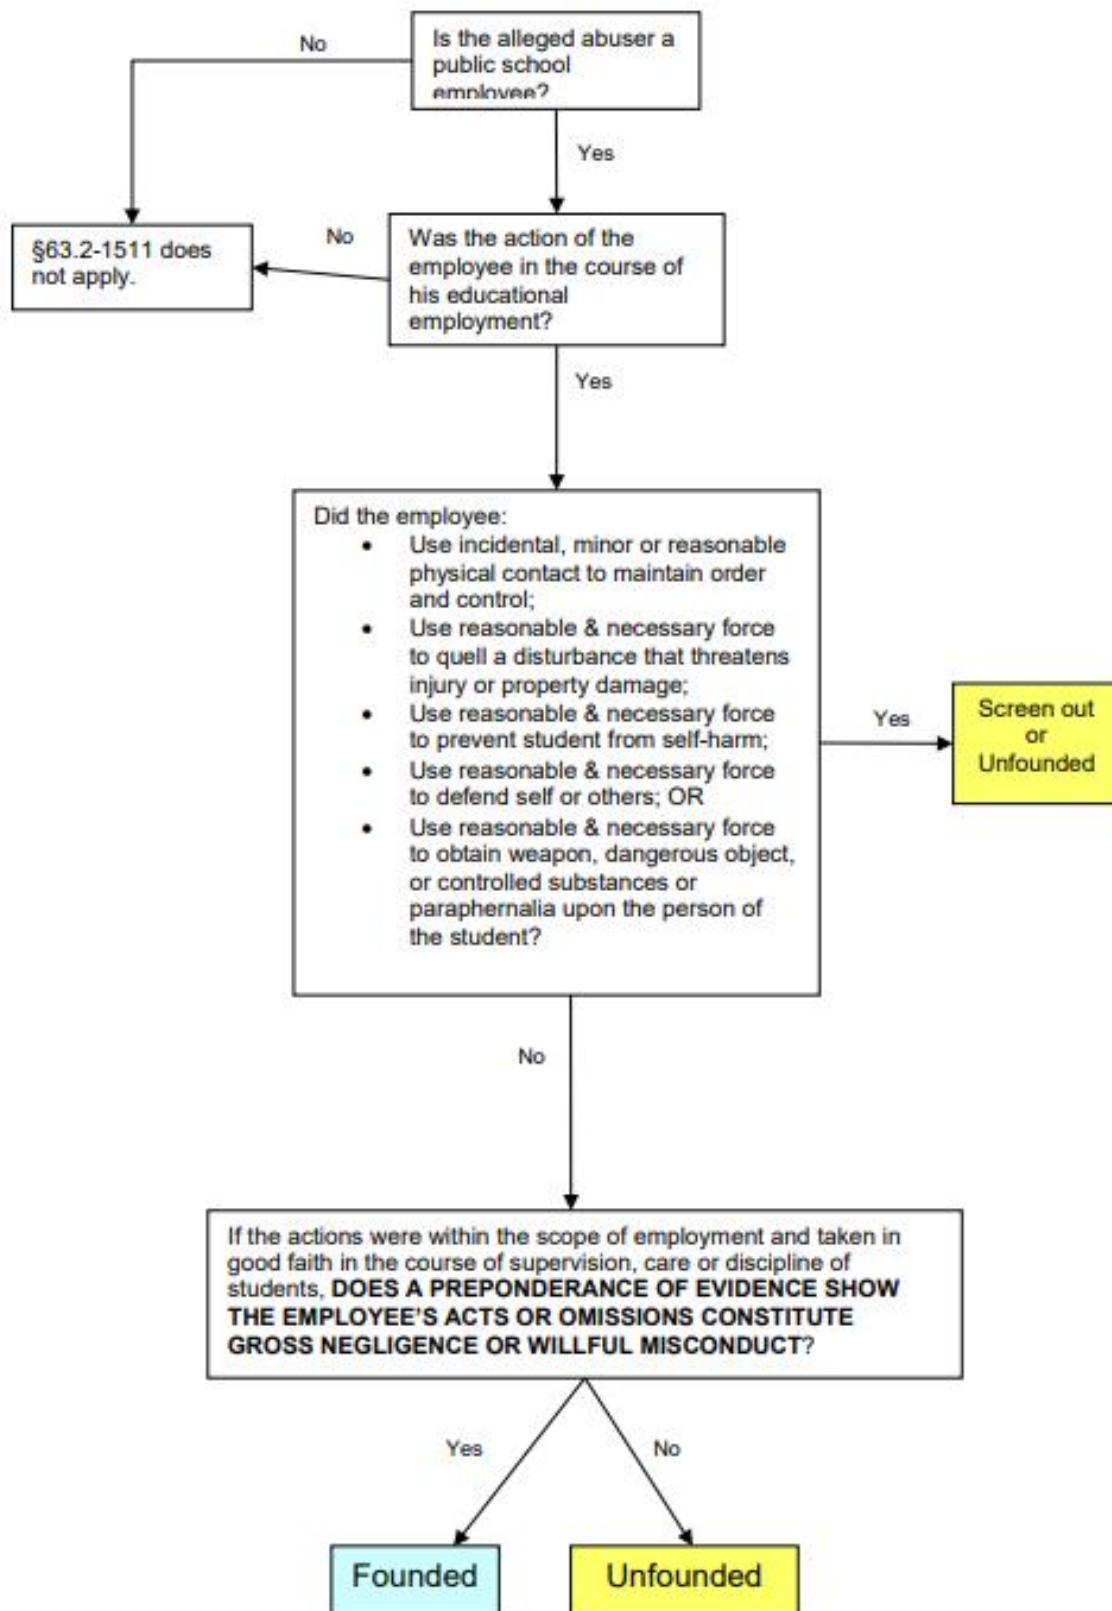 No
Is the alleged abuser a
public school
employee?
Yes
§63.2-1511 does
not apply.
No
Was the action of the
employee in the course of
his educational
employment?
Yes
Did the employee:
• Use incidental, minor or reasonable
physical contact to maintain order
and control;
• Use reasonable & necessary force
to quell a disturbance that threatens
injury or property damage;
• Use reasonable & necessary force
to prevent student from self-harm;
• Use reasonable & necessary force
to defend self or others; OR
• Use reasonable & necessary force
to obtain weapon, dangerous object,
or controlled substances or
paraphernalia upon the person of
the student?
Yes
Screen out
or
Unfounded
No
If the actions were within the scope of employment and taken in
good faith in the course of supervision, care or discipline of
students, DOES A PREPONDERANCE OF EVIDENCE SHOW
THE EMPLOYEE'S ACTS OR OMISSIONS CONSTITUTE
GROSS NEGLIGENCE OR WILLFUL MISCONDUCT?
Yes
No
Founded
Unfounded